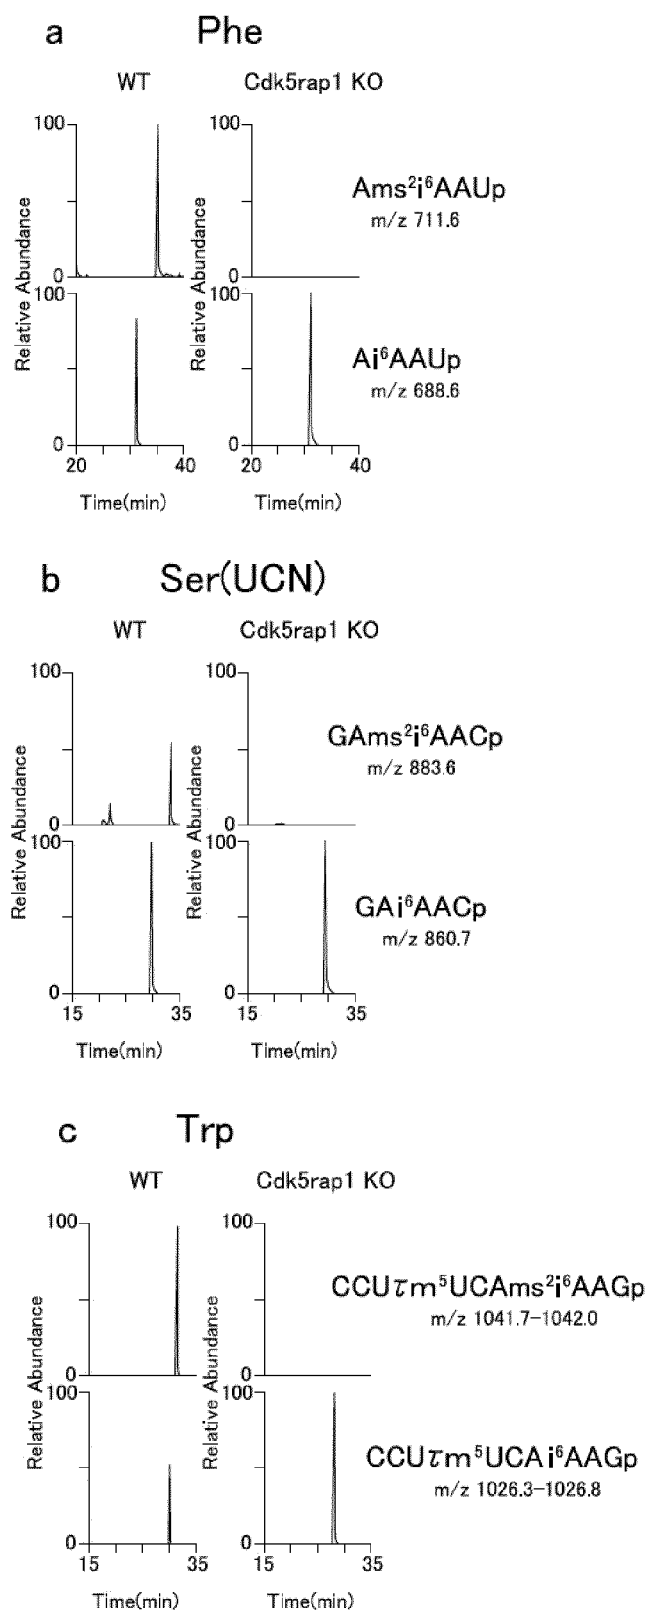 a Phe
WT Cdk5rap1 KO
100 100
Relative Abundance Relative Abundance
Ams²i⁶AAUp
m/z 711.6
0 0
100 100
Ai⁶AAUp
m/z 688.6
0 0
20 40 20 40
Time(min) Time(min)
b Ser(UCN)
WT Cdk5rap1 KO
100 100
Relative Abundance Relative Abundance
GAms²i⁶AACp
m/z 883.6
0 0
100 100
GAi⁶AACp
m/z 860.7
0 0
15 35 15 35
Time(min) Time(min)
c Trp
WT Cdk5rap1 KO
100 100
Relative Abundance Relative Abundance
CCUτm⁵UCAms²i⁶AAGp
m/z 1041.7-1042.0
0 0
100 100
CCUτm⁵UCAi⁶AAGp
m/z 1026.3-1026.8
0 0
15 35 15 35
Time(min) Time(min)